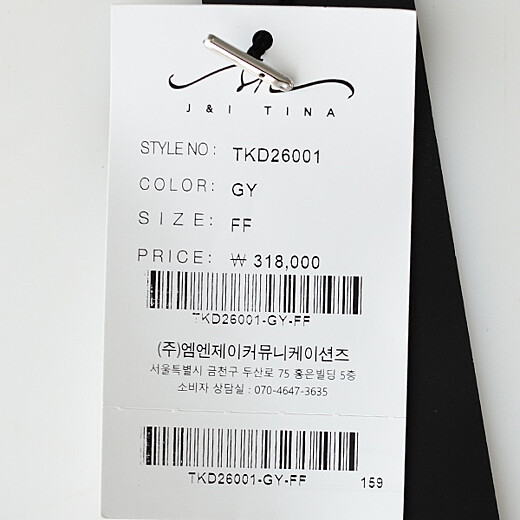 J&I TINA
STYLE NO : TKD26001
COLOR: GY
SIZE: FF
PRICE: ₩ 318,000
TKD26001-GY-FF
(주)엠엔제이커뮤니케이션즈
서울특별시 금천구 두산로 75 홍은빌딩 5층
소비자 상담실 : 070-4647-3635
TKD26001-GY-FF
159